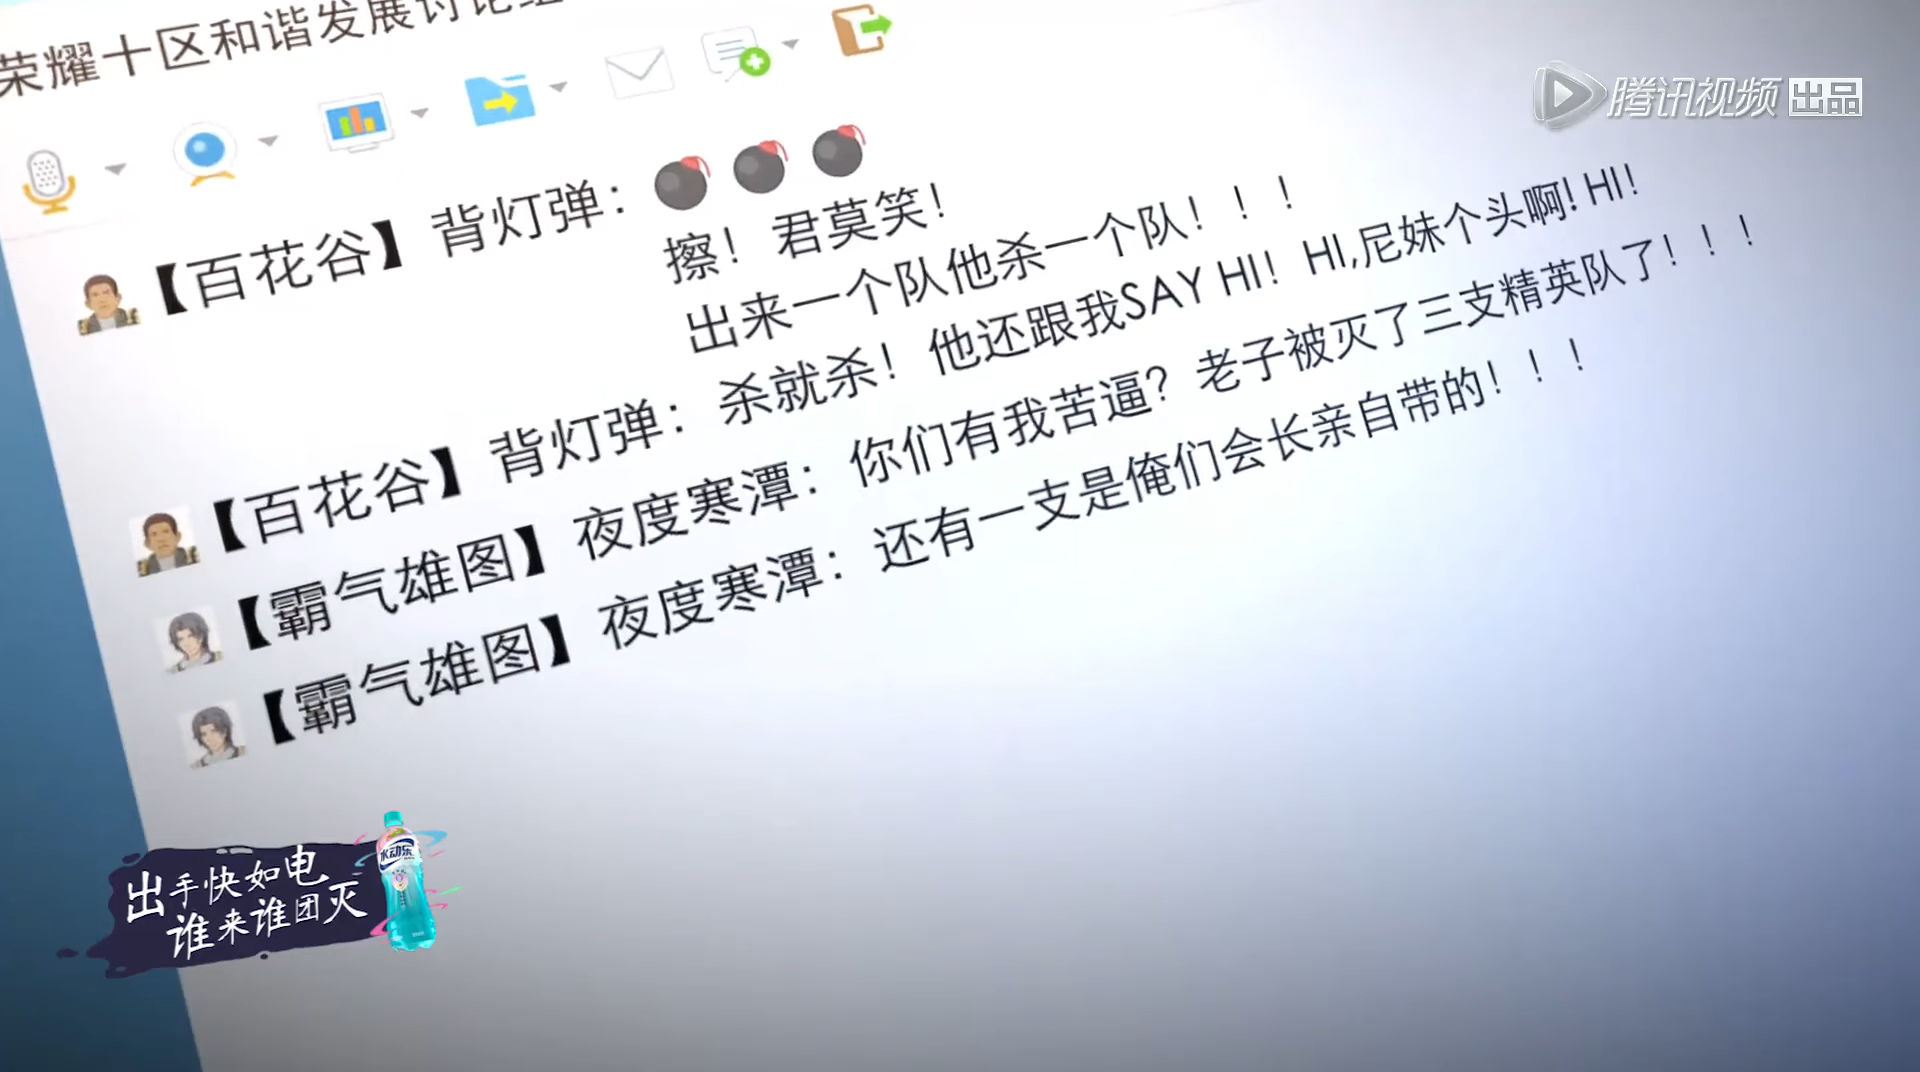 荣耀十区和谐发展讨论组
腾讯视频 出品
【百花谷】背灯弹：
擦！君莫笑！
出来一个队他杀一个队！！！
【百花谷】背灯弹：杀就杀！他还跟我SAY HI！HI,尼妹个头啊！HI！
【霸气雄图】夜度寒潭：你们有我苦逼？老子被灭了三支精英队了！！！
【霸气雄图】夜度寒潭：还有一支是俺们会长亲自带的！！！
出手快如电
谁来谁团灭
水动乐